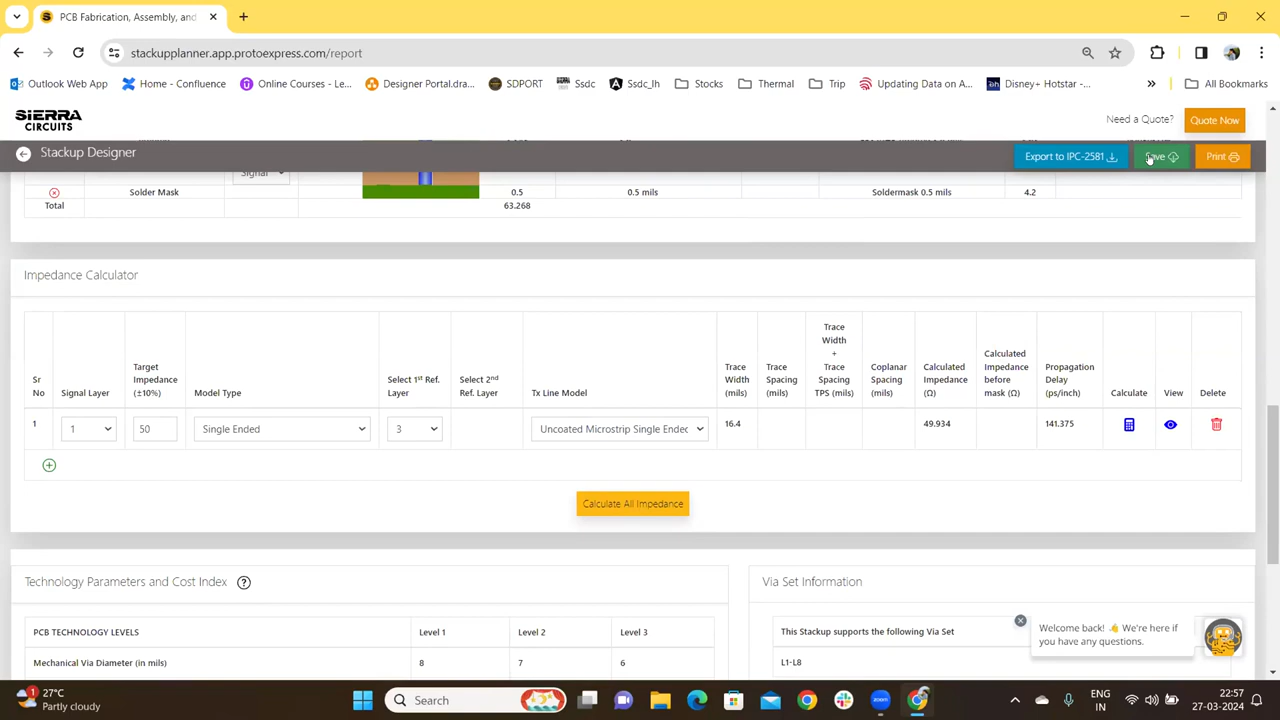 PCB Fabrication, Assembly, and
stackupplanner.app.protoexpress.com/report
Outlook Web App
Home - Confluence
Online Courses - Le...
Designer Portal.dra...
SDPORT
Ssdc
Ssdc_lh
Stocks
Thermal
Trip
Updating Data on A...
Disney+ Hotstar -...
All Bookmarks
SIERRA
CIRCUITS
Need a Quote?
Quote Now
Stackup Designer
Export to IPC-2581
Save
Print
Signal
Solder Mask
0.5
0.5 mils
Soldermask 0.5 mils
4.2
Total
63.268
Impedance Calculator
Sr
No
Signal Layer
Target
Impedance
(±10%)
Model Type
Select 1st Ref.
Layer
Select 2nd
Ref. Layer
Tx Line Model
Trace
Width
(mils)
Trace
Spacing
(mils)
Trace
Width
+
Trace
Spacing
TPS (mils)
Coplanar
Spacing
(mils)
Calculated
Impedance
(Ω)
Calculated
Impedance
before
mask (Ω)
Propagation
Delay
(ps/inch)
Calculate
View
Delete
1
1
50
Single Ended
3
Uncoated Microstrip Single Ended
16.4
49.934
141.375
Calculate All Impedance
Technology Parameters and Cost Index
PCB TECHNOLOGY LEVELS
Level 1
Level 2
Level 3
Mechanical Via Diameter (in mils)
8
7
6
Via Set Information
This Stackup supports the following Via Set
L1-L8
Welcome back! 👋 We're here if
you have any questions.
1
27°C
Partly cloudy
Search
ENG
IN
22:57
27-03-2024